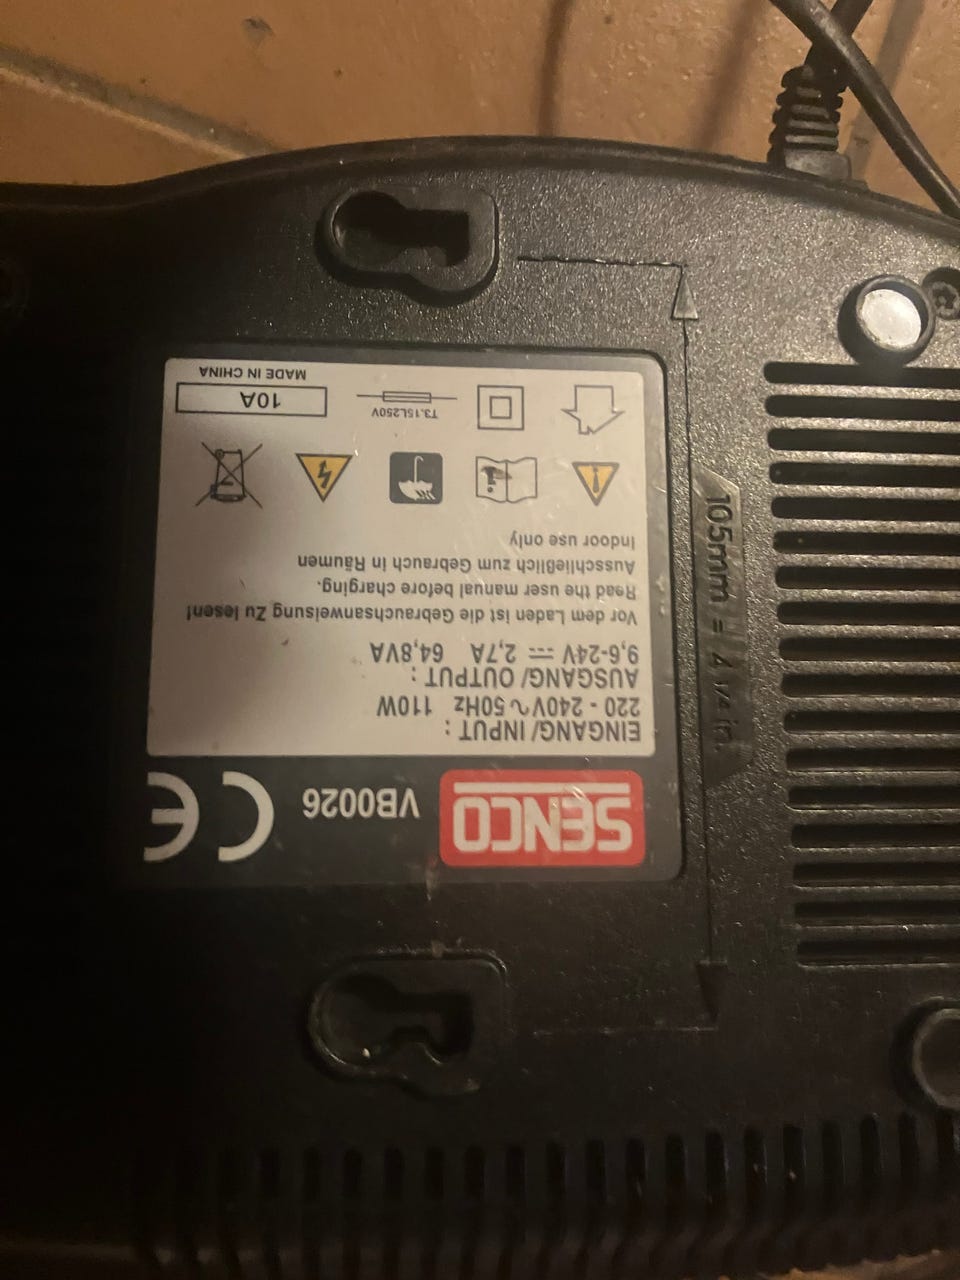 SENCO VB0026 CE
EINGANG/ INPUT :
220 - 240V ~ 50Hz 110W
AUSGANG/ OUTPUT :
9,6-24V ⎓ 2,7A 64,8VA
Vor dem Laden ist die Gebrauchsanweisung Zu lesen!
Read the user manual before charging.
Ausschließlich zum Gebrauch in Räumen
Indoor use only
T3.15L250V
10A
MADE IN CHINA
105mm = 4 1/4 in.